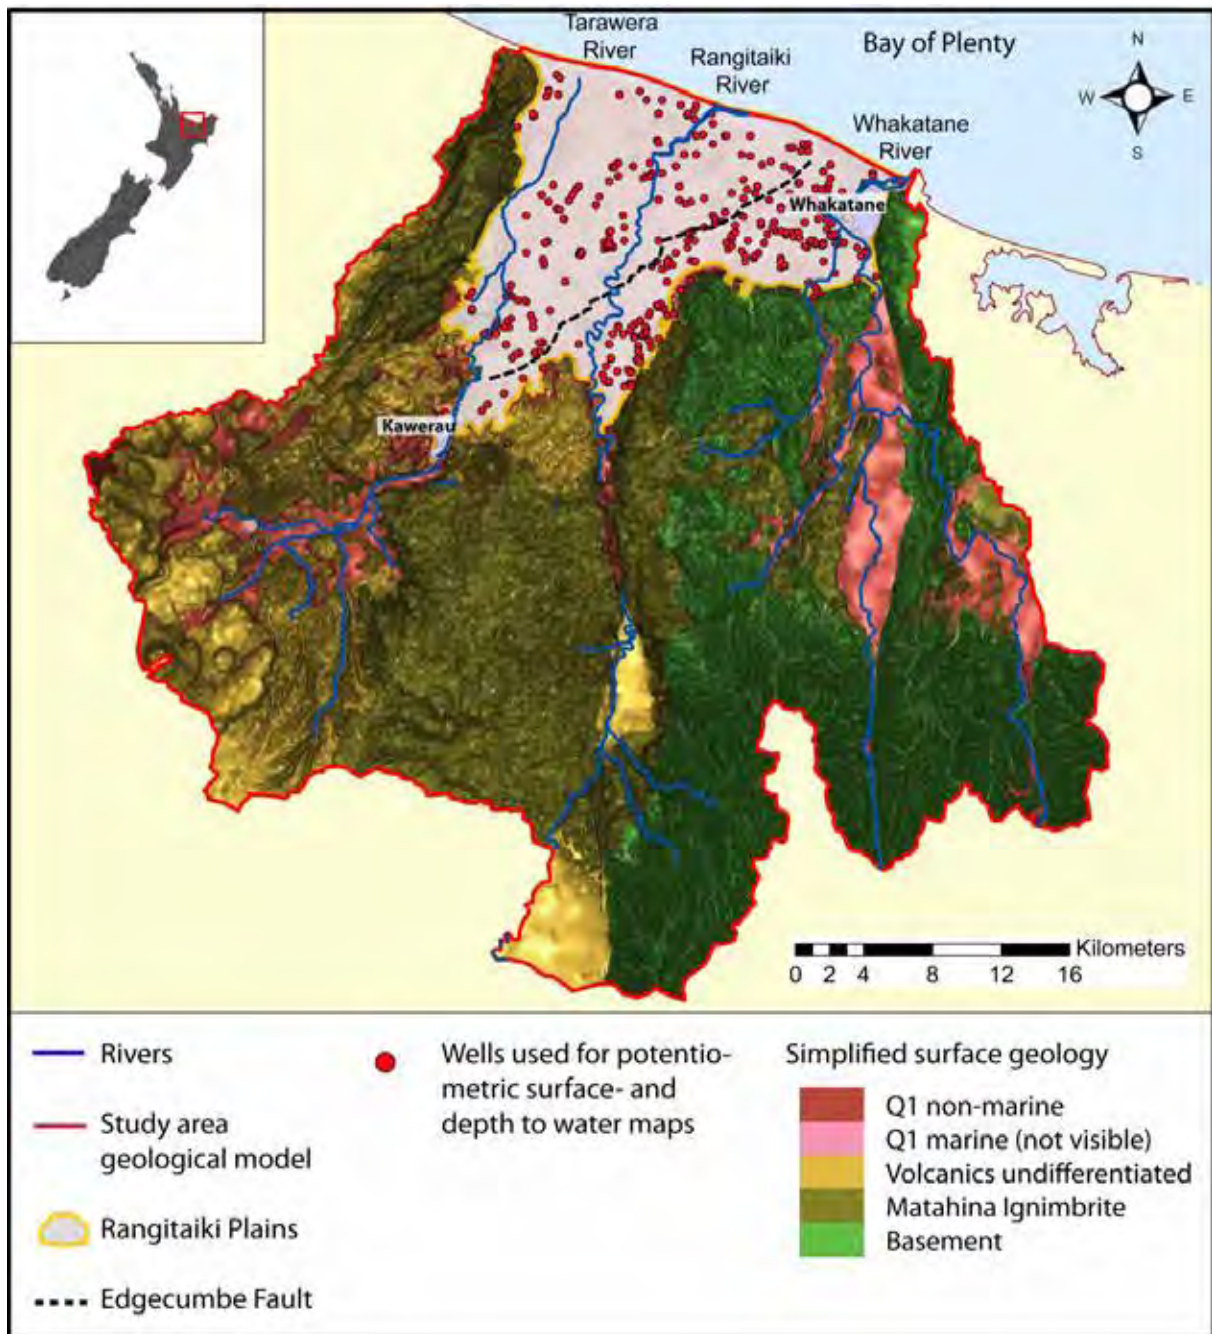 Tarawera
River
Rangitaiki
River
Bay of Plenty
N
W
E
S
Whakatane
River
Whakatane
Kawerau
Kilometers
0 2 4 8 12 16
Rivers
Study area
geological model
Rangitaiki Plains
Edgecumbe Fault
Wells used for potentio-
metric surface- and
depth to water maps
Simplified surface geology
Q1 non-marine
Q1 marine (not visible)
Volcanics undifferentiated
Matahina Ignimbrite
Basement